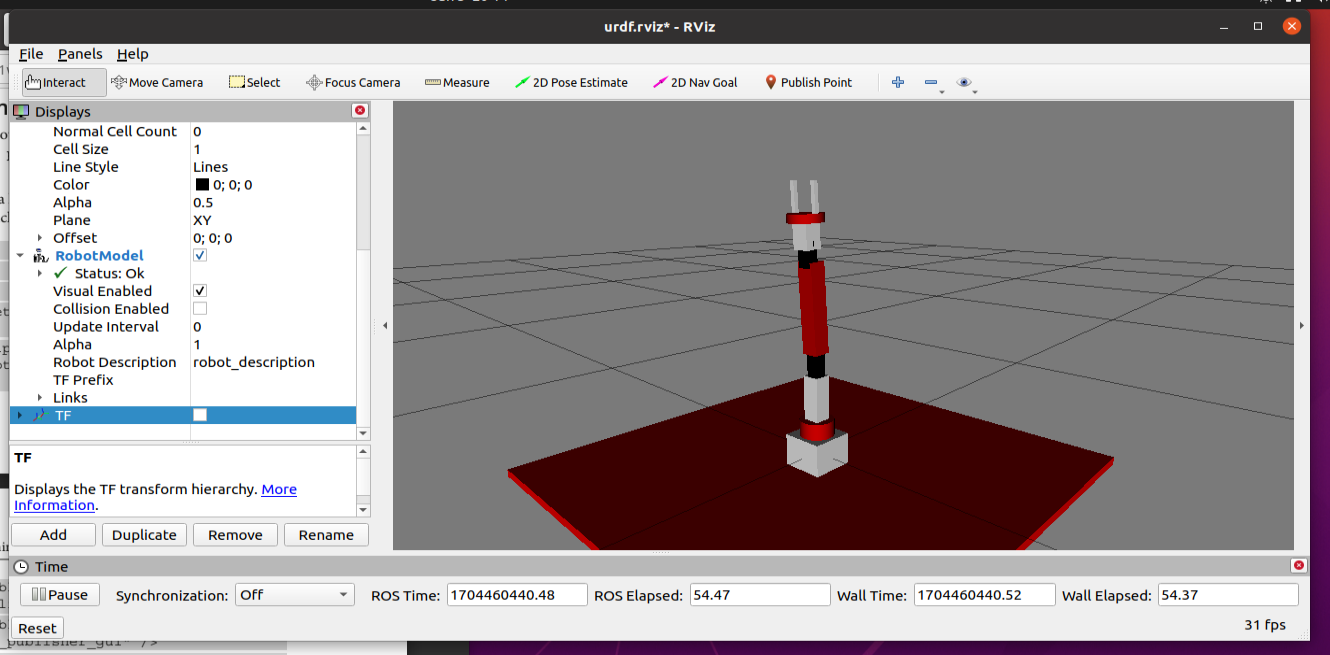 urdf.rviz* - RViz
File Panels Help
Interact Move Camera Select Focus Camera Measure 2D Pose Estimate 2D Nav Goal Publish Point
Displays
Normal Cell Count 0
Cell Size 1
Line Style Lines
Color 0; 0; 0
Alpha 0.5
Plane XY
Offset 0; 0; 0
RobotModel
Status: Ok
Visual Enabled
Collision Enabled
Update Interval 0
Alpha 1
Robot Description robot_description
TF Prefix
Links
TF
TF
Displays the TF transform hierarchy. More
Information.
Add Duplicate Remove Rename
Time
Pause Synchronization: Off ROS Time: 1704460440.48 ROS Elapsed: 54.47 Wall Time: 1704460440.52 Wall Elapsed: 54.37
Reset 31 fps